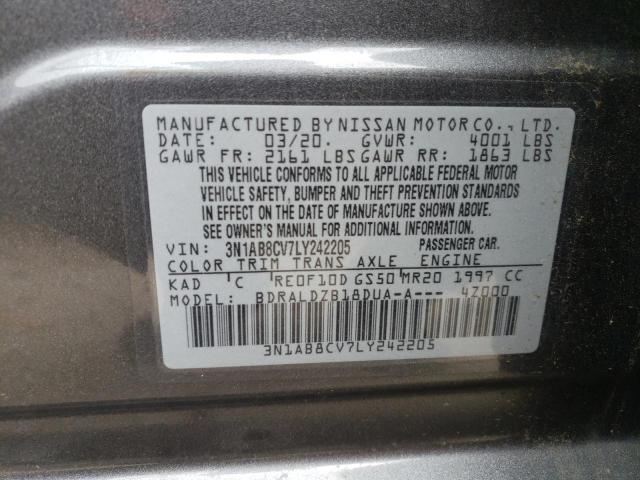 MANUFACTURED BY NISSAN MOTOR CO., LTD.
DATE: 03/20. GVWR: 4001 LBS
GAWR FR: 2161 LBS GAWR RR: 1863 LBS
THIS VEHICLE CONFORMS TO ALL APPLICABLE FEDERAL MOTOR
VEHICLE SAFETY, BUMPER AND THEFT PREVENTION STANDARDS
IN EFFECT ON THE DATE OF MANUFACTURE SHOWN ABOVE.
SEE OWNER'S MANUAL FOR ADDITIONAL INFORMATION.
VIN: 3N1AB8CV7LY242205 PASSENGER CAR.
COLOR TRIM TRANS AXLE ENGINE
KAD C RE0F10D GS50 MR20 1997 CC
MODEL: BDRALDZB18DUA-A--- 4Z000
3N1AB8CV7LY242205